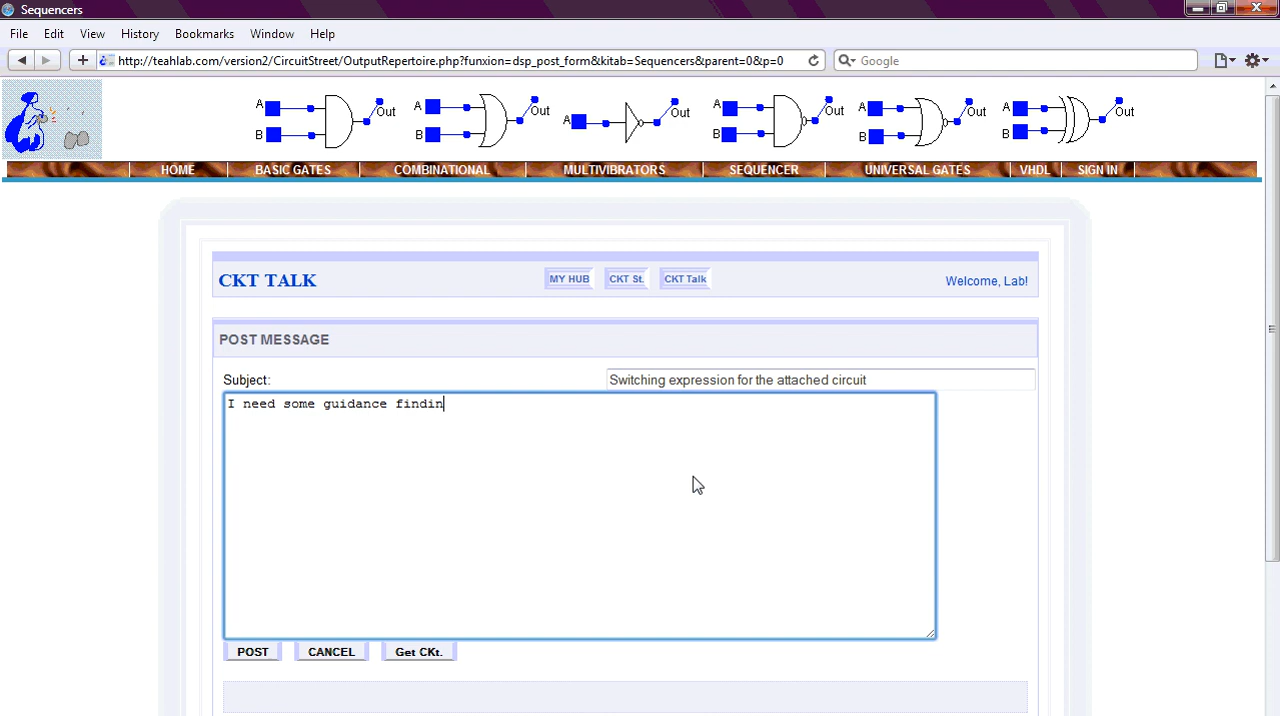 Sequencers
File Edit View History Bookmarks Window Help
http://teahlab.com/version2/CircuitStreet/OutputRepertoire.php?funxion=dsp_pst_form&kitab=Sequencers&parent=0&p=0 Google
A B Out A B Out A Out A B Out A B Out A B Out
HOME BASIC GATES COMBINATIONAL MULTIVIBRATORS SEQUENCER UNIVERSAL GATES VHDL SIGN IN
CKT TALK MY HUB CKT St. CKT Talk Welcome, Lab!
POST MESSAGE
Subject: Switching expression for the attached circuit
I need some guidance findin
POST CANCEL Get CKt.